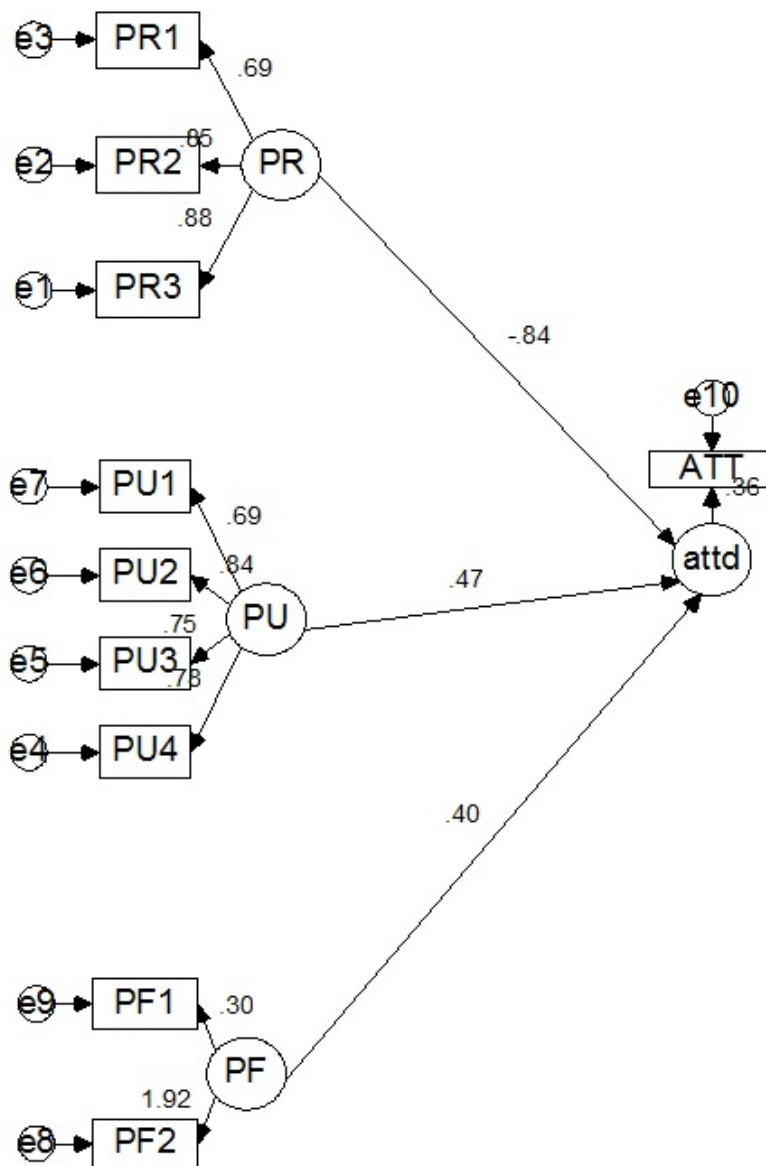 e3
PR1
.69
e2
PR2
.85
PR
e1
PR3
.88
-.84
e10
ATT
.36
attd
e7
PU1
.69
e6
PU2
.84
PU
.47
e5
PU3
.75
.78
e4
PU4
.40
e9
PF1
.30
PF
1.92
e8
PF2